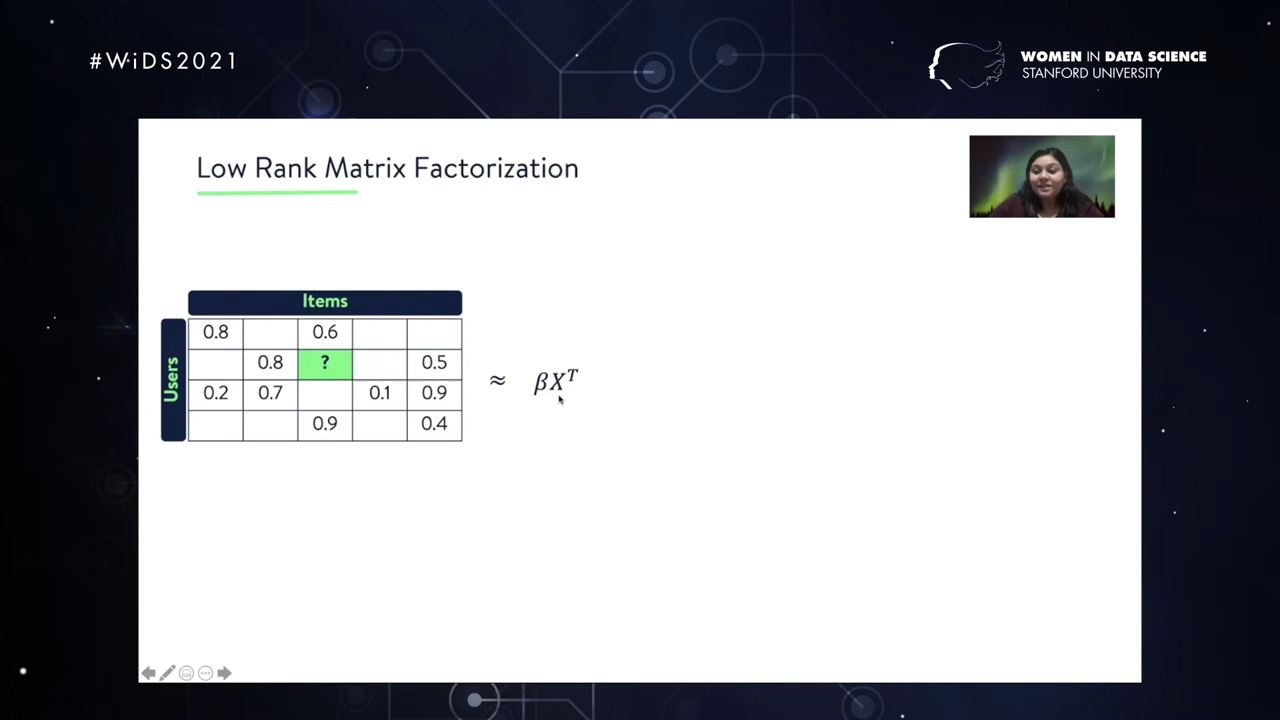 #WiDS2021
WOMEN IN DATA SCIENCE
STANFORD UNIVERSITY
Low Rank Matrix Factorization
Items
Users
0.8 0.6
0.8 ? 0.5
0.2 0.7 0.1 0.9
0.9 0.4
≈ βX^T